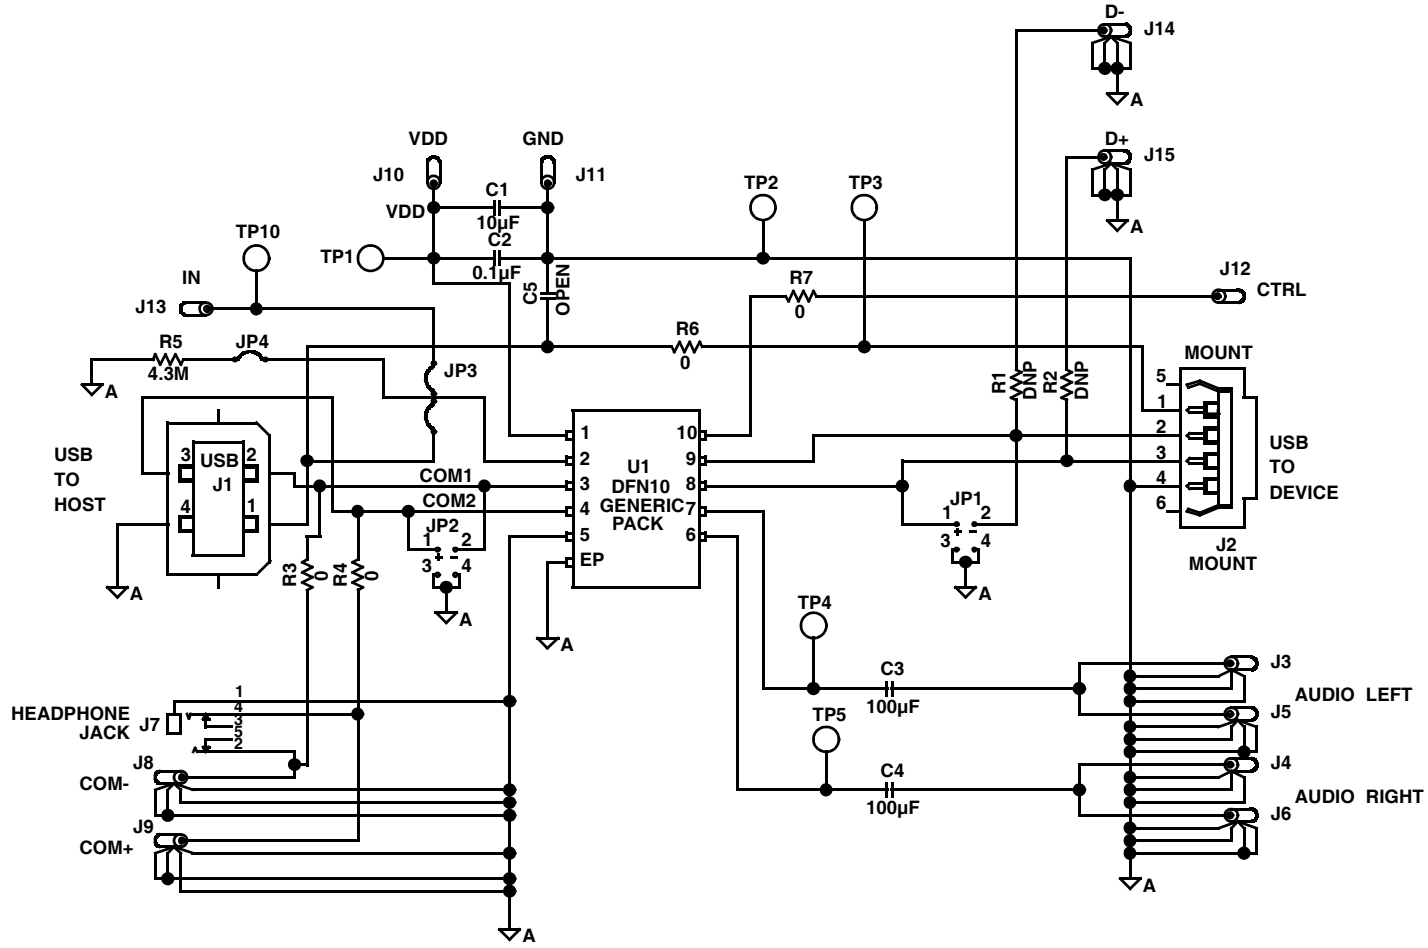 D-
J14
A
D+
J15
A
VDD
GND
J10
J11
C1
VDD
10µF
C2
0.1µF
TP1
TP2
TP3
TP10
IN
J13
C5
OPEN
R7
0
J12
CTRL
R5
4.3M
JP4
A
JP3
R6
0
R1
DNP
R2
DNP
MOUNT
5
1
2
3
4
6
USB
TO
DEVICE
J2
MOUNT
USB
TO
HOST
3
USB
2
J1
4
1
A
COM1
COM2
JP2
1
2
+ -
3
4
A
R3
0
R4
0
1
2
3
4
5
EP
U1
DFN10
GENERIC
PACK
10
9
8
7
6
A
JP1
1
2
+ -
3
4
A
TP4
C3
100µF
TP5
C4
100µF
J3
AUDIO LEFT
J5
J4
AUDIO RIGHT
J6
A
HEADPHONE
JACK
J7
1
4
3
5
2
J8
COM-
J9
COM+
A